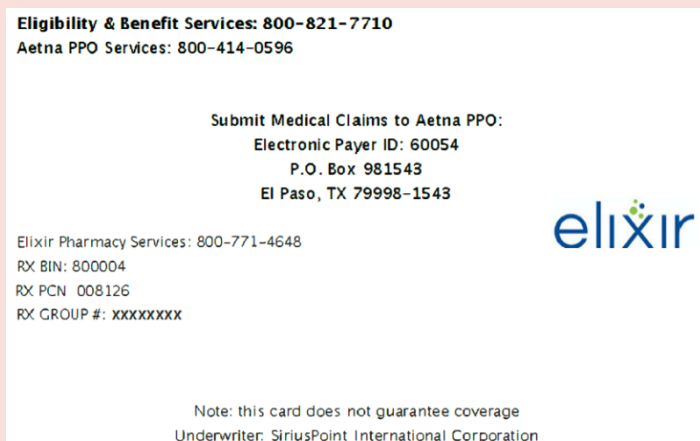 Eligibility & Benefit Services: 800-821-7710
Aetna PPO Services: 800-414-0596
Submit Medical Claims to Aetna PPO:
Electronic Payer ID: 60054
P.O. Box 981543
El Paso, TX 79998-1543
elixir
Elixir Pharmacy Services: 800-771-4648
RX BIN: 800004
RX PCN 008126
RX GROUP #: XXXXXXXX
Note: this card does not guarantee coverage
Underwriter: SiriusPoint International Corporation